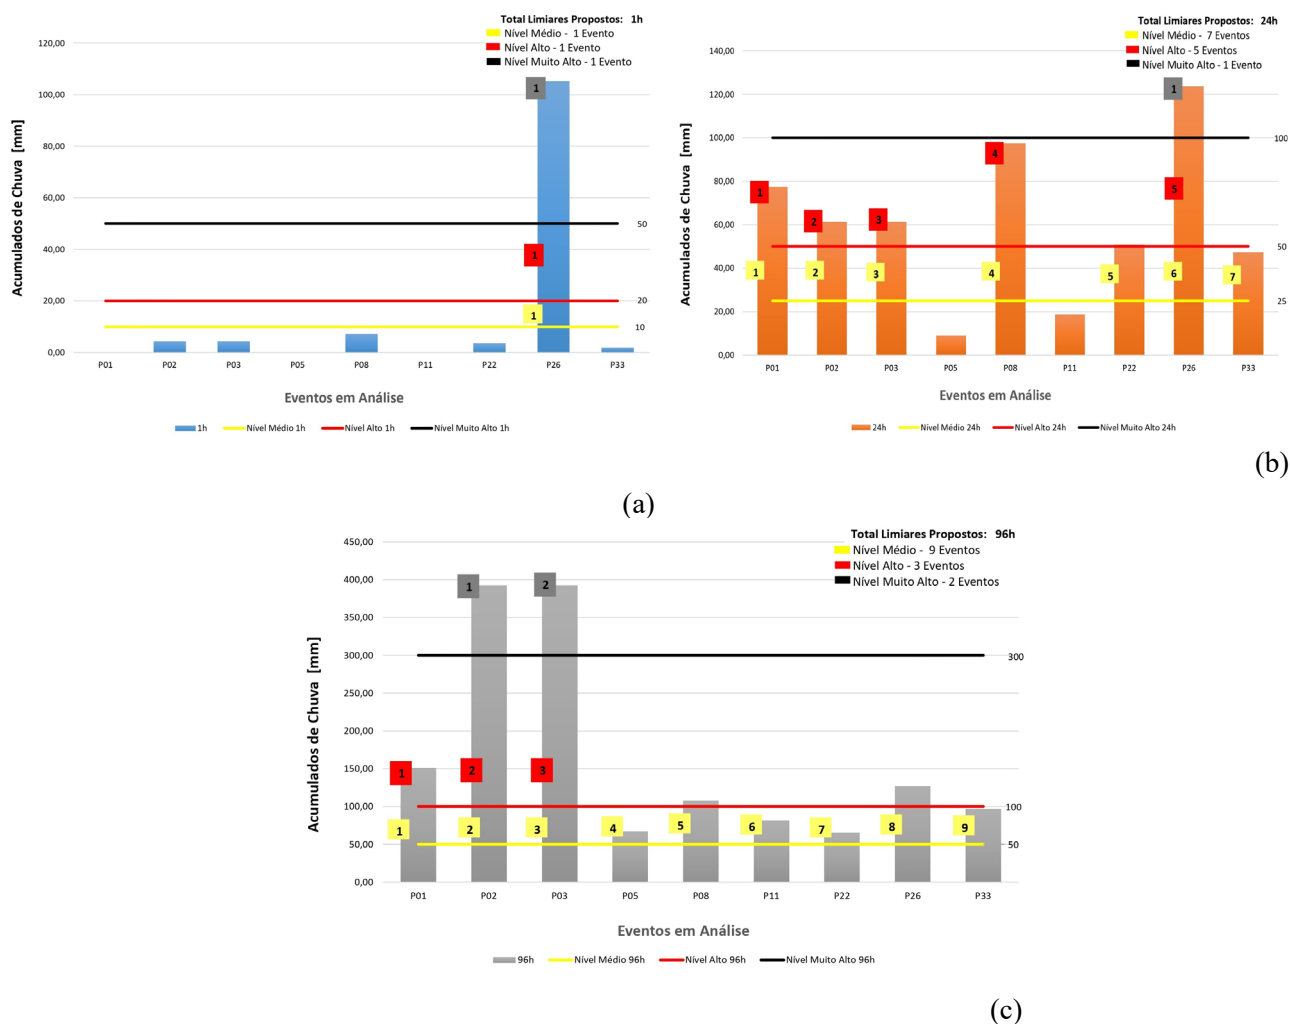 Total Limiares Propostos: 1h
Nível Médio - 1 Evento
Nível Alto - 1 Evento
Nível Muito Alto - 1 Evento
Acumulados de Chuva [mm]
120,00
100,00
80,00
60,00
40,00
20,00
0,00
1
1
1
50
20
10
P01 P02 P03 P05 P08 P11 P22 P26 P33
Eventos em Análise
1h Nível Médio 1h Nível Alto 1h Nível Muito Alto 1h
(a)
Total Limiares Propostos: 24h
Nível Médio - 7 Eventos
Nível Alto - 5 Eventos
Nível Muito Alto - 1 Evento
Acumulados de Chuva [mm]
140,00
120,00
100,00
80,00
60,00
40,00
20,00
0,00
1
1 2 3 4 5
1 2 3 4 5 6 7
100
50
25
P01 P02 P03 P05 P08 P11 P22 P26 P33
Eventos em Análise
24h Nível Médio 24h Nível Alto 24h Nível Muito Alto 24h
(b)
Total Limiares Propostos: 96h
Nível Médio - 9 Eventos
Nível Alto - 3 Eventos
Nível Muito Alto - 2 Eventos
Acumulados de Chuva [mm]
450,00
400,00
350,00
300,00
250,00
200,00
150,00
100,00
50,00
0,00
1 2
1 2 3
1 2 3 4 5 6 7 8 9
300
100
50
P01 P02 P03 P05 P08 P11 P22 P26 P33
Eventos em Análise
96h Nível Médio 96h Nível Alto 96h Nível Muito Alto 96h
(c)